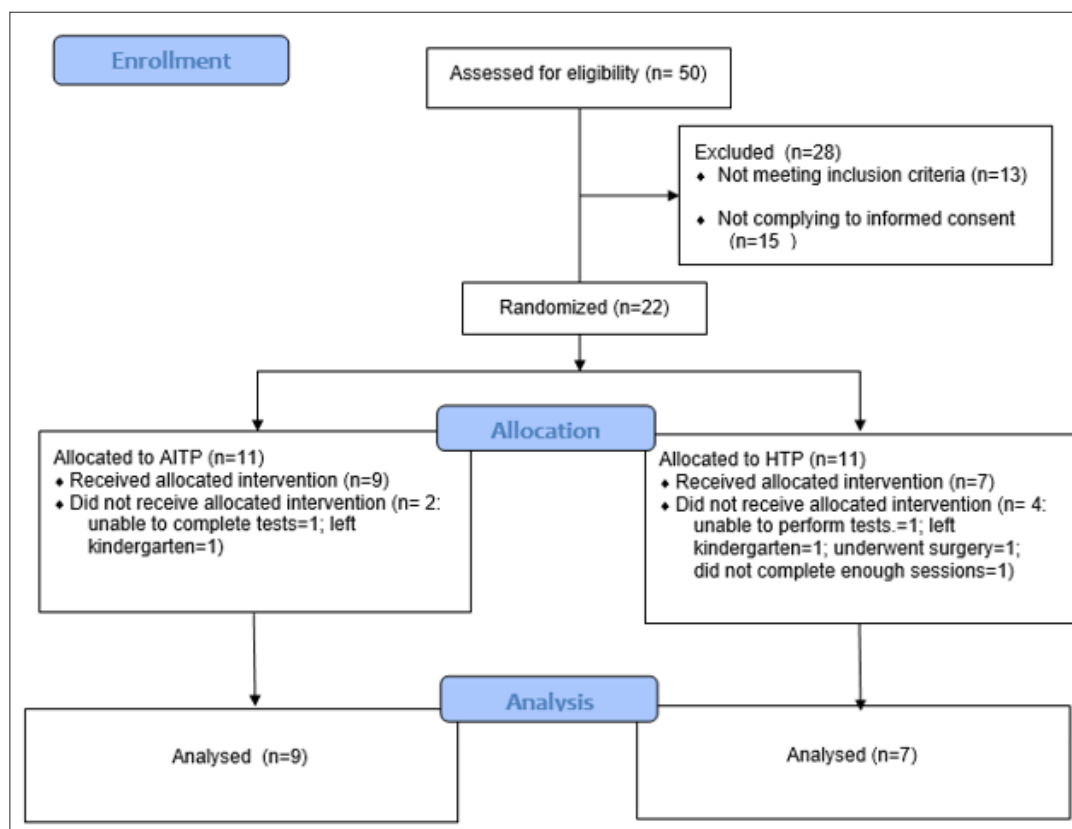 Enrollment
Assessed for eligibility (n= 50)
Excluded (n=28)
♦ Not meeting inclusion criteria (n=13)
♦ Not complying to informed consent
(n=15 )
Randomized (n=22)
Allocation
Allocated to AITP (n=11)
♦ Received allocated intervention (n=9)
♦ Did not receive allocated intervention (n= 2:
unable to complete tests=1; left
kindergarten=1)
Allocated to HTP (n=11)
♦ Received allocated intervention (n=7)
♦ Did not receive allocated intervention (n= 4:
unable to perform tests.=1; left
kindergarten=1; underwent surgery=1;
did not complete enough sessions=1)
Analysis
Analysed (n=9)
Analysed (n=7)